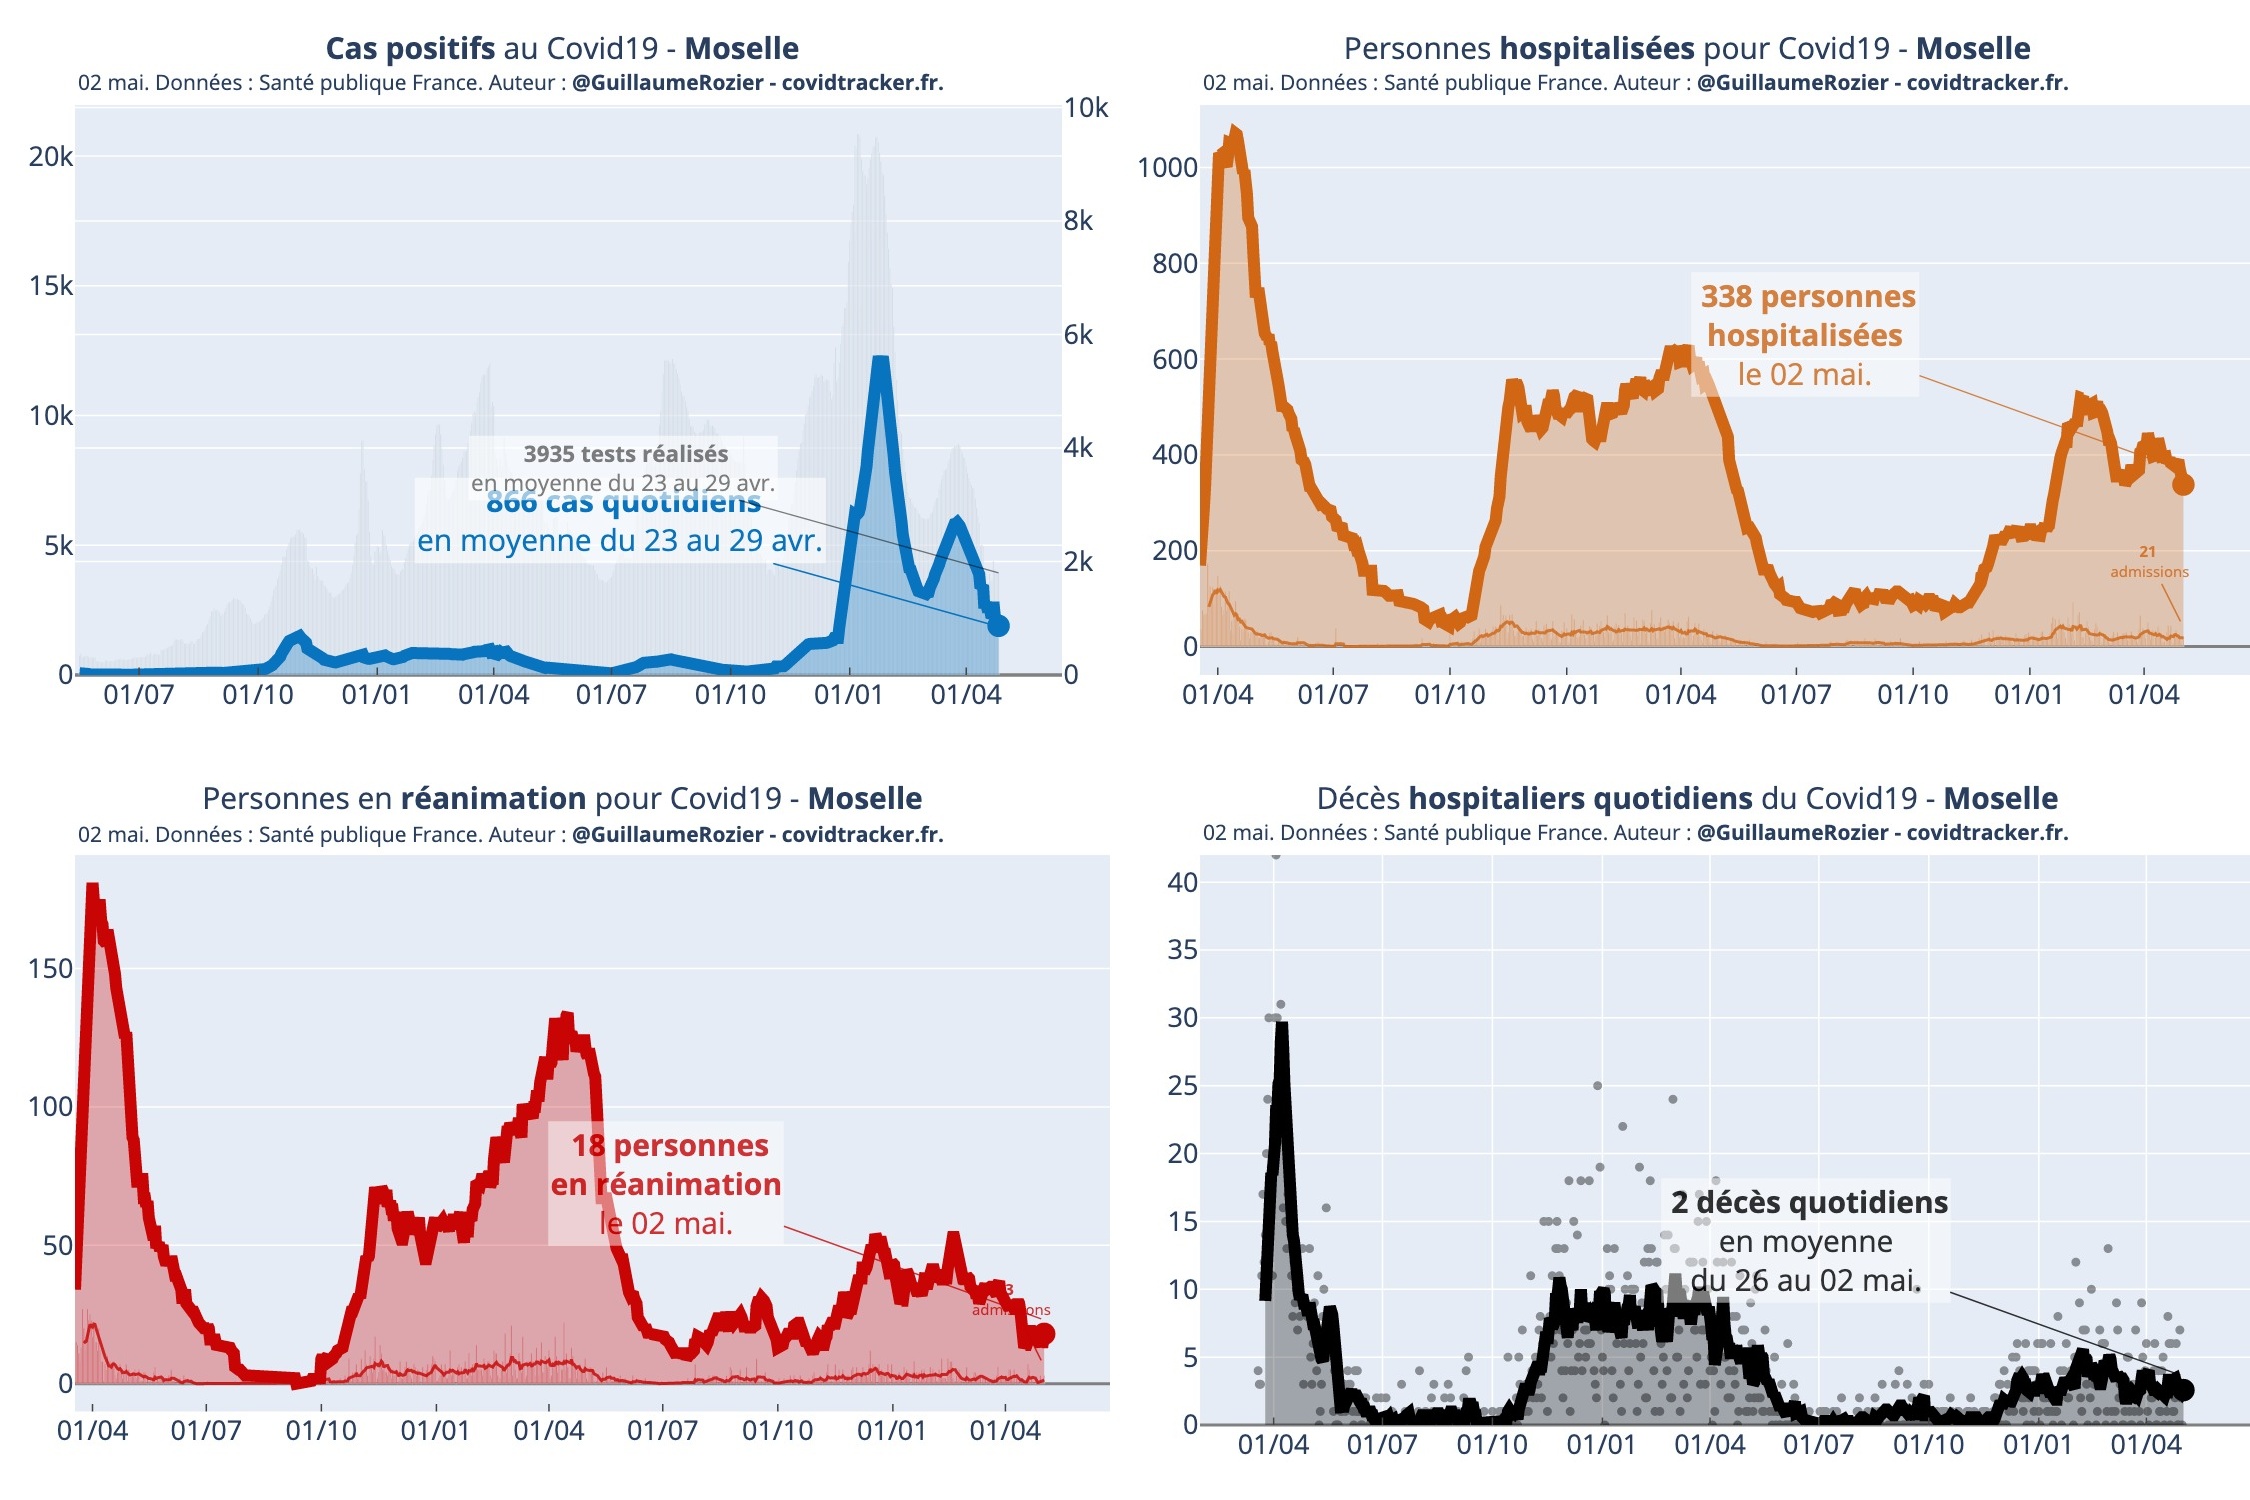 Cas positifs au Covid19 - Moselle
02 mai. Données : Santé publique France. Auteur : @GuillaumeRozier - covidtracker.fr.
20k
15k
10k
5k
0
10k
8k
6k
4k
2k
0
3935 tests réalisés
en moyenne du 23 au 29 avr.
866 cas quotidiens
en moyenne du 23 au 29 avr.
01/07 01/10 01/01 01/04 01/07 01/10 01/01 01/04
Personnes hospitalisées pour Covid19 - Moselle
02 mai. Données : Santé publique France. Auteur : @GuillaumeRozier - covidtracker.fr.
1000
800
600
400
200
0
338 personnes
hospitalisées
le 02 mai.
21
admissions
01/04 01/07 01/10 01/01 01/04 01/07 01/10 01/01 01/04
Personnes en réanimation pour Covid19 - Moselle
02 mai. Données : Santé publique France. Auteur : @GuillaumeRozier - covidtracker.fr.
150
100
50
0
18 personnes
en réanimation
le 02 mai.
admissions
01/04 01/07 01/10 01/01 01/04 01/07 01/10 01/01 01/04
Décès hospitaliers quotidiens du Covid19 - Moselle
02 mai. Données : Santé publique France. Auteur : @GuillaumeRozier - covidtracker.fr.
40
35
30
25
20
15
10
5
0
2 décès quotidiens
en moyenne
du 26 au 02 mai.
01/04 01/07 01/10 01/01 01/04 01/07 01/10 01/01 01/04